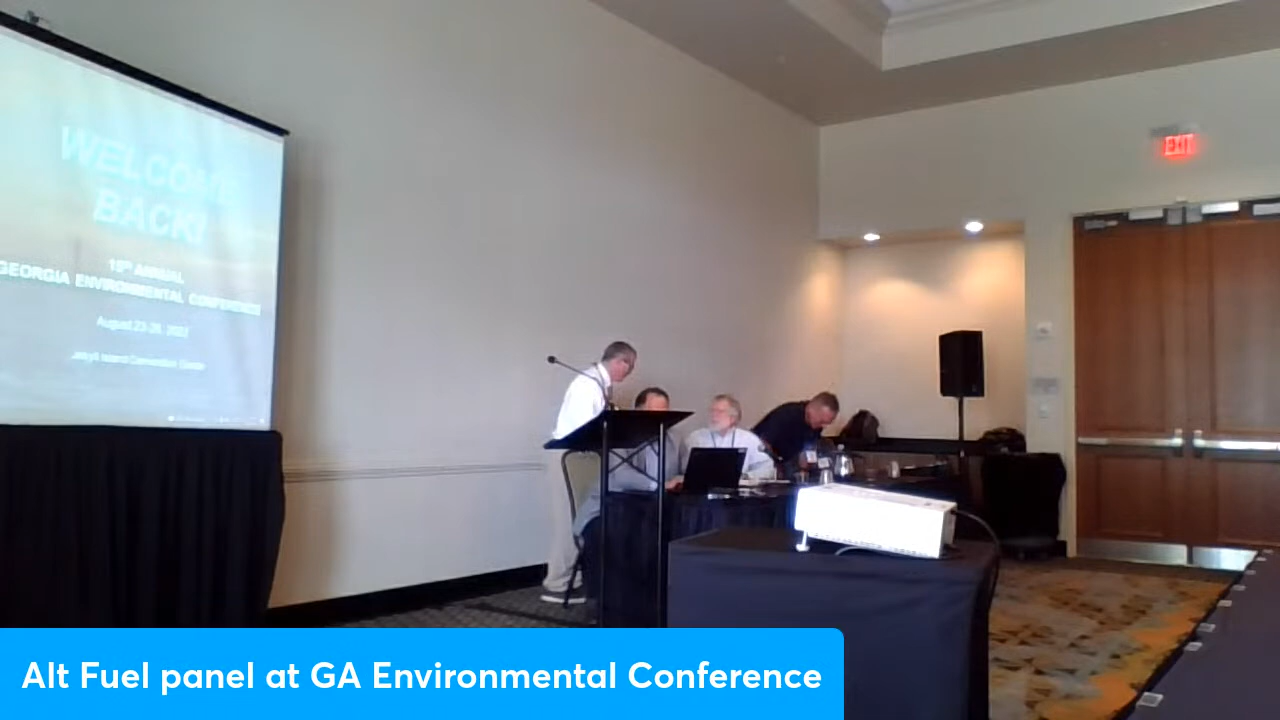 WELCOME
BACK!
ANNUAL
GEORGIA ENVIRONMENTAL CONFERENCE
August 23-26, 2022
Jekyll Island Convention Center
EXIT
Alt Fuel panel at GA Environmental Conference